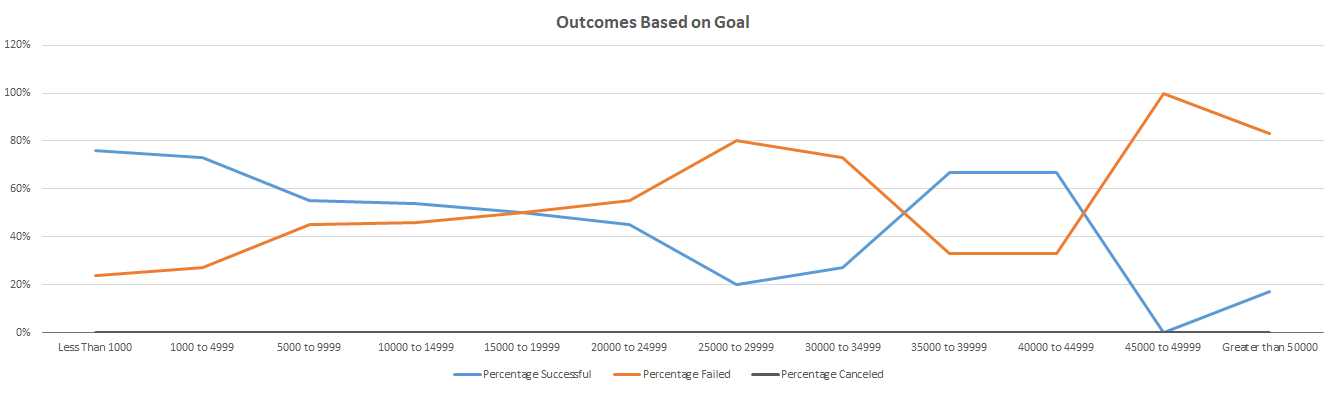 Outcomes Based on Goal
120%
100%
80%
60%
40%
20%
0%
Less Than 1000 1000 to 4999 5000 to 9999 10000 to 14999 15000 to 19999 20000 to 24999 25000 to 29999 30000 to 34999 35000 to 39999 40000 to 44999 45000 to 49999 Greater than 50000
Percentage Successful Percentage Failed Percentage Canceled